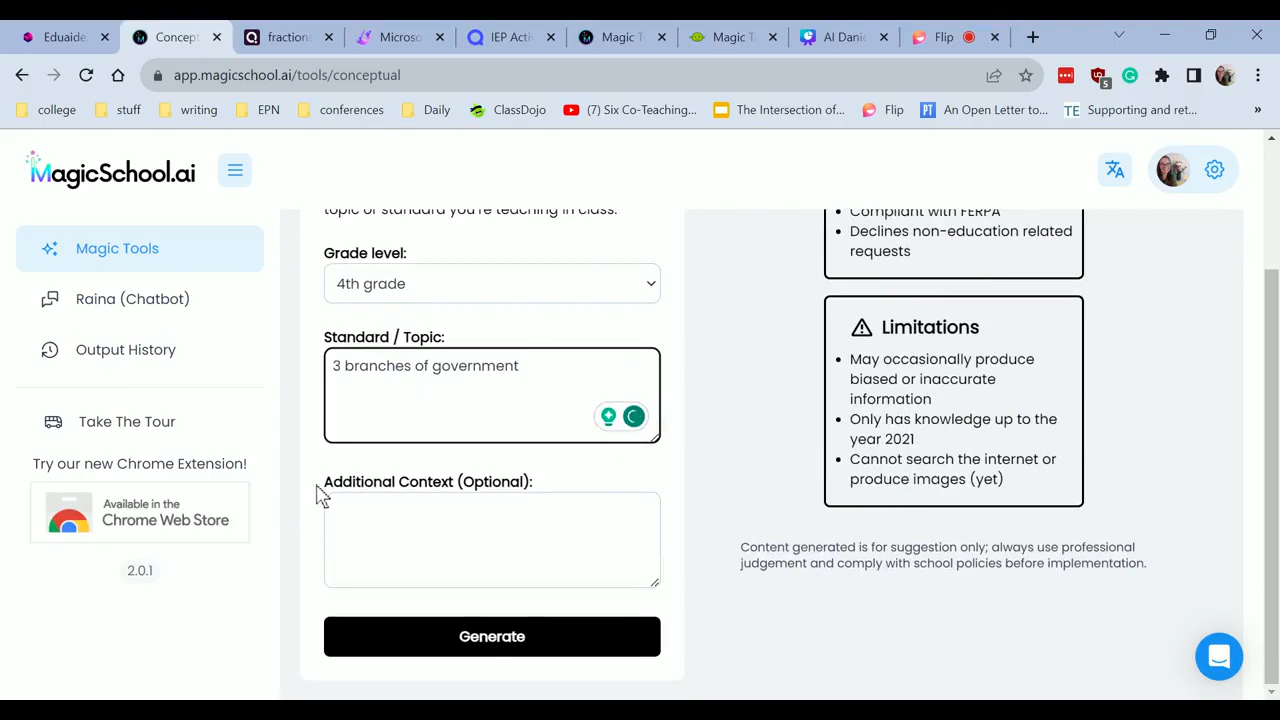 Eduaide
Concept
fractions
Microso
IEP Acti
Magic T
Magic T
AI Danie
Flip
app.magicschool.ai/tools/conceptual
5
college
stuff
writing
EPN
conferences
Daily
ClassDojo
(7) Six Co-Teaching...
The Intersection of...
Flip
PT
An Open Letter to...
TE
Supporting and ret...
»
MagicSchool.ai
Magic Tools
Raina (Chatbot)
Output History
Take The Tour
Try our new Chrome Extension!
Available in the
Chrome Web Store
2.0.1
topic or standard you're teaching in class.
Grade level:
4th grade
Standard / Topic:
3 branches of government
Additional Context (Optional):
Generate
Compliant with FERPA
Declines non-education related
requests
Limitations
May occasionally produce
biased or inaccurate
information
Only has knowledge up to the
year 2021
Cannot search the internet or
produce images (yet)
Content generated is for suggestion only; always use professional
judgement and comply with school policies before implementation.